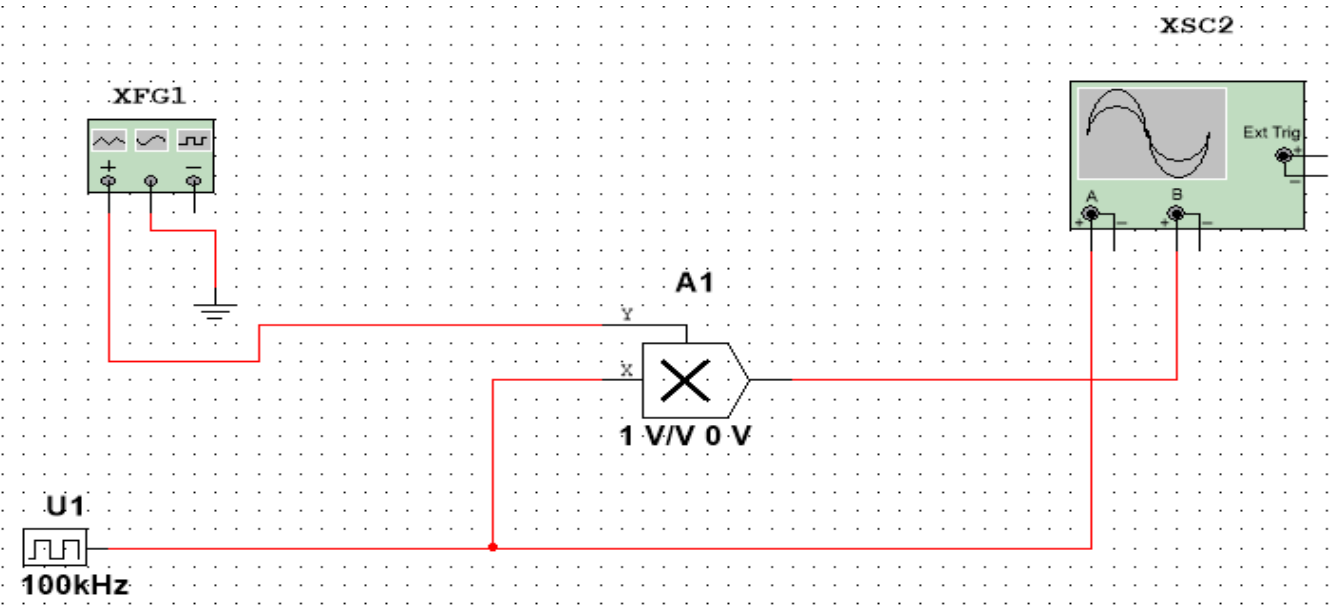 XSC2
XFG1
Ext Trig
+
-
+
-
A
B
+
-
+
-
A1
Y
X
1 V/V 0 V
U1
100kHz